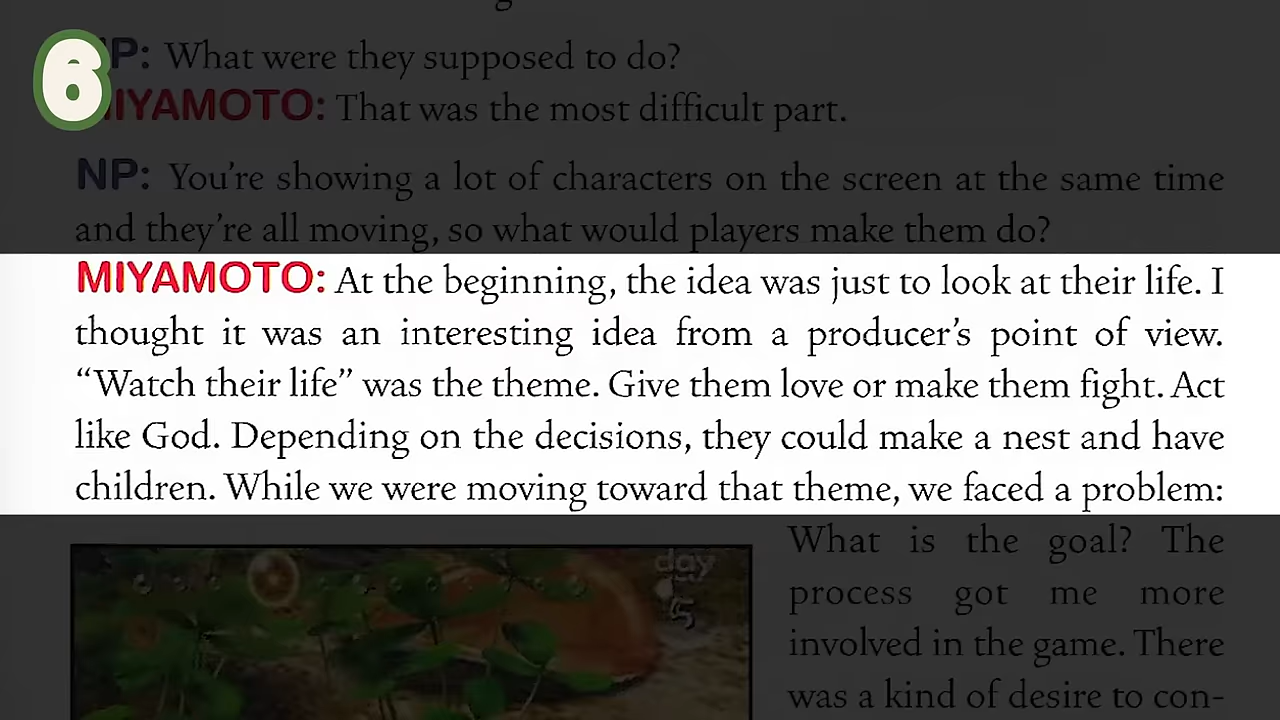 6
NP: What were they supposed to do?
MIYAMOTO: That was the most difficult part.
NP: You're showing a lot of characters on the screen at the same time
and they're all moving, so what would players make them do?
MIYAMOTO: At the beginning, the idea was just to look at their life. I
thought it was an interesting idea from a producer's point of view.
“Watch their life” was the theme. Give them love or make them fight. Act
like God. Depending on the decisions, they could make a nest and have
children. While we were moving toward that theme, we faced a problem:
What is the goal? The
process got me more
involved in the game. There
was a kind of desire to con-
day
5